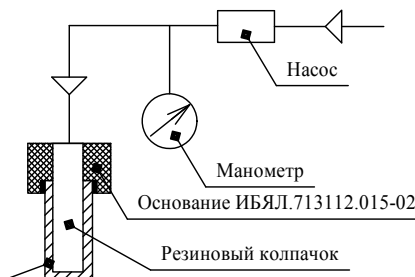 Насос
Манометр
Основание ИБЯЛ.713112.015-02
Резиновый колпачок